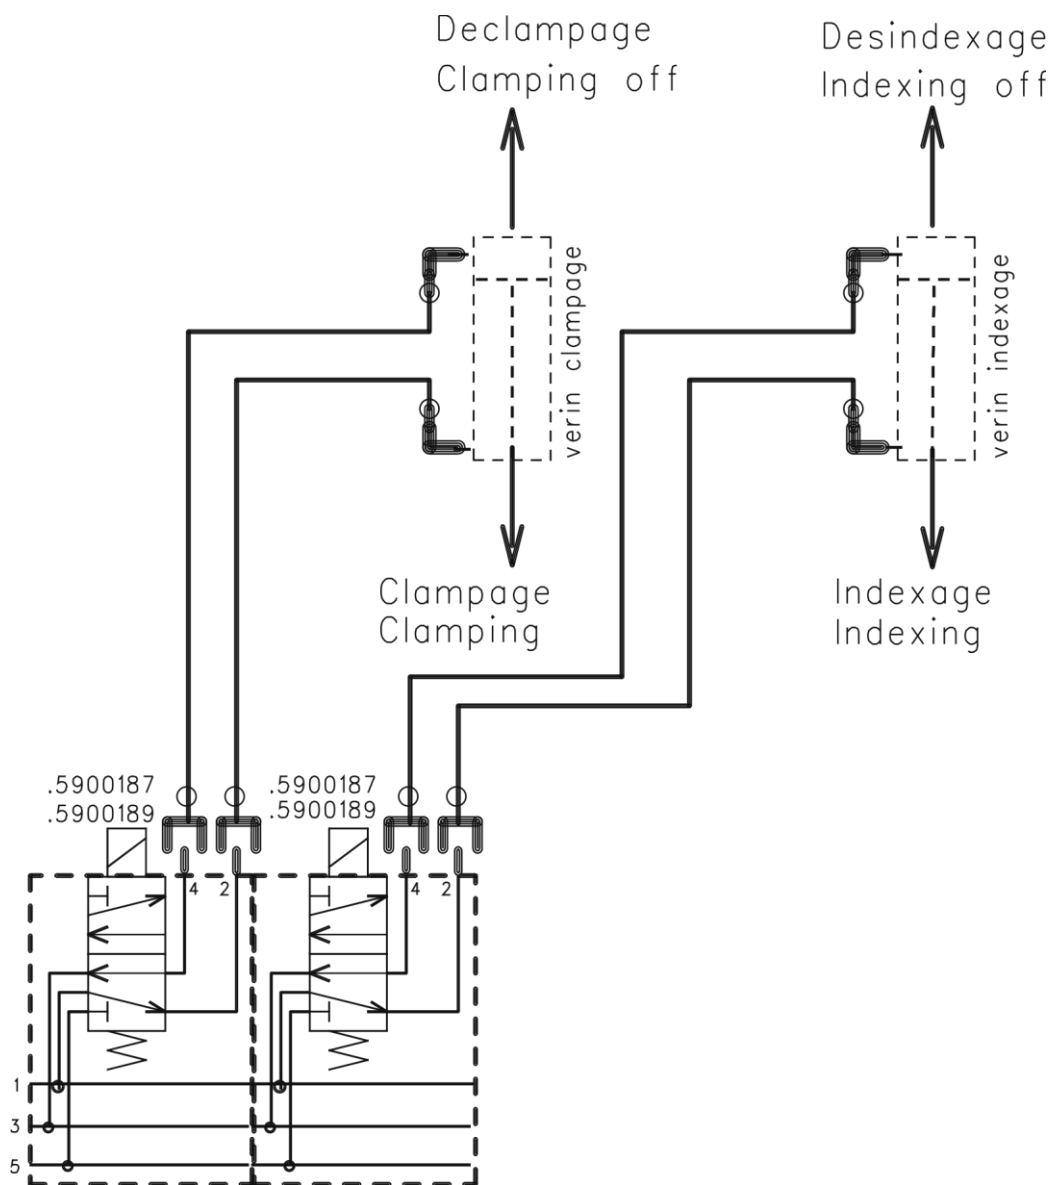 Declampage
Clamping off
Desindexage
Indexing off
verin clampage
verin indexage
Clampage
Clamping
Indexage
Indexing
.5900187
.5900189
.5900187
.5900189
4 2
4 2
1
3
5